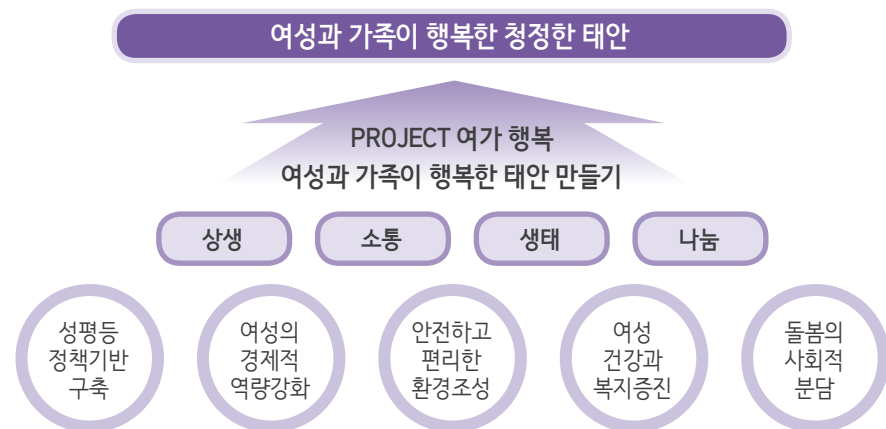 여성과 가족이 행복한 청정한 태안
PROJECT 여가 행복
여성과 가족이 행복한 태안 만들기
상생
소통
생태
나눔
성평등
정책기반
구축
여성의
경제적
역량강화
안전하고
편리한
환경조성
여성
건강과
복지증진
돌봄의
사회적
분담